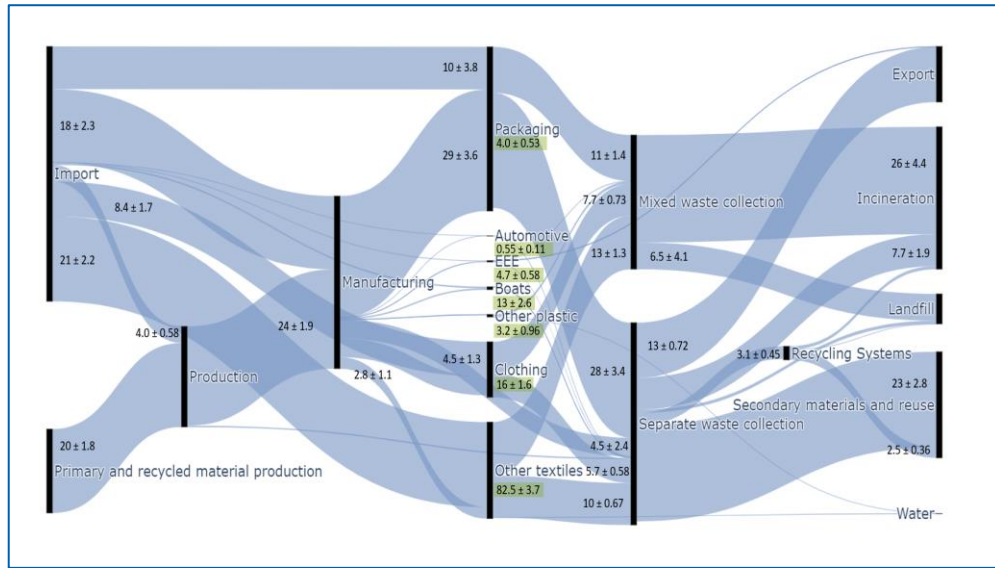 10 ± 3.8
Export
18 ± 2.3
Packaging
4.0 ± 0.53
29 ± 3.6
11 ± 1.4
26 ± 4.4
Import
8.4 ± 1.7
7.7 ± 0.73
Mixed waste collection
Incineration
21 ± 2.2
Automotive
0.55 ± 0.11
13 ± 1.3
6.5 ± 4.1
7.7 ± 1.9
EEE
4.7 ± 0.58
Manufacturing
Boats
13 ± 2.6
Landfill
Other plastic
3.2 ± 0.96
4.0 ± 0.58
24 ± 1.9
13 ± 0.72
3.1 ± 0.45
Recycling Systems
4.5 ± 1.3
Clothing
16 ± 1.6
28 ± 3.4
Production
2.8 ± 1.1
23 ± 2.8
Secondary materials and reuse
Separate waste collection
20 ± 1.8
4.5 ± 2.4
2.5 ± 0.36
Primary and recycled material production
Other textiles
5.7 ± 0.58
82.5 ± 3.7
10 ± 0.67
Water